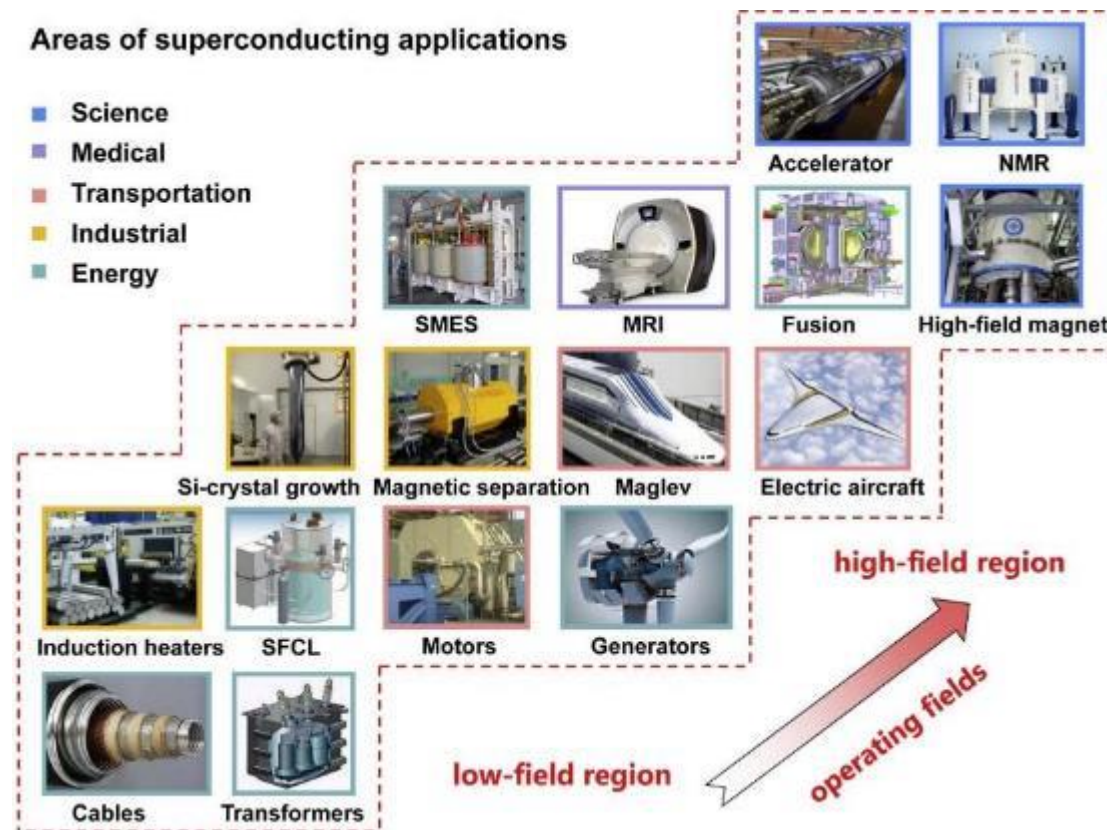 Areas of superconducting applications
Science
Medical
Transportation
Industrial
Energy
Accelerator
NMR
SMES
MRI
Fusion
High-field magnet
Si-crystal growth
Magnetic separation
Maglev
Electric aircraft
Induction heaters
SFCL
Motors
Generators
Cables
Transformers
high-field region
operating fields
low-field region